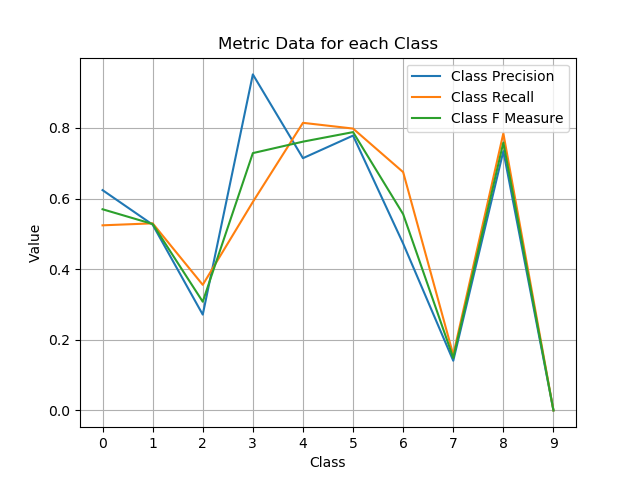 Metric Data for each Class
Class Precision
Class Recall
Class F Measure
0.8
0.6
0.4
0.2
0.0
Value
0 1 2 3 4 5 6 7 8 9
Class